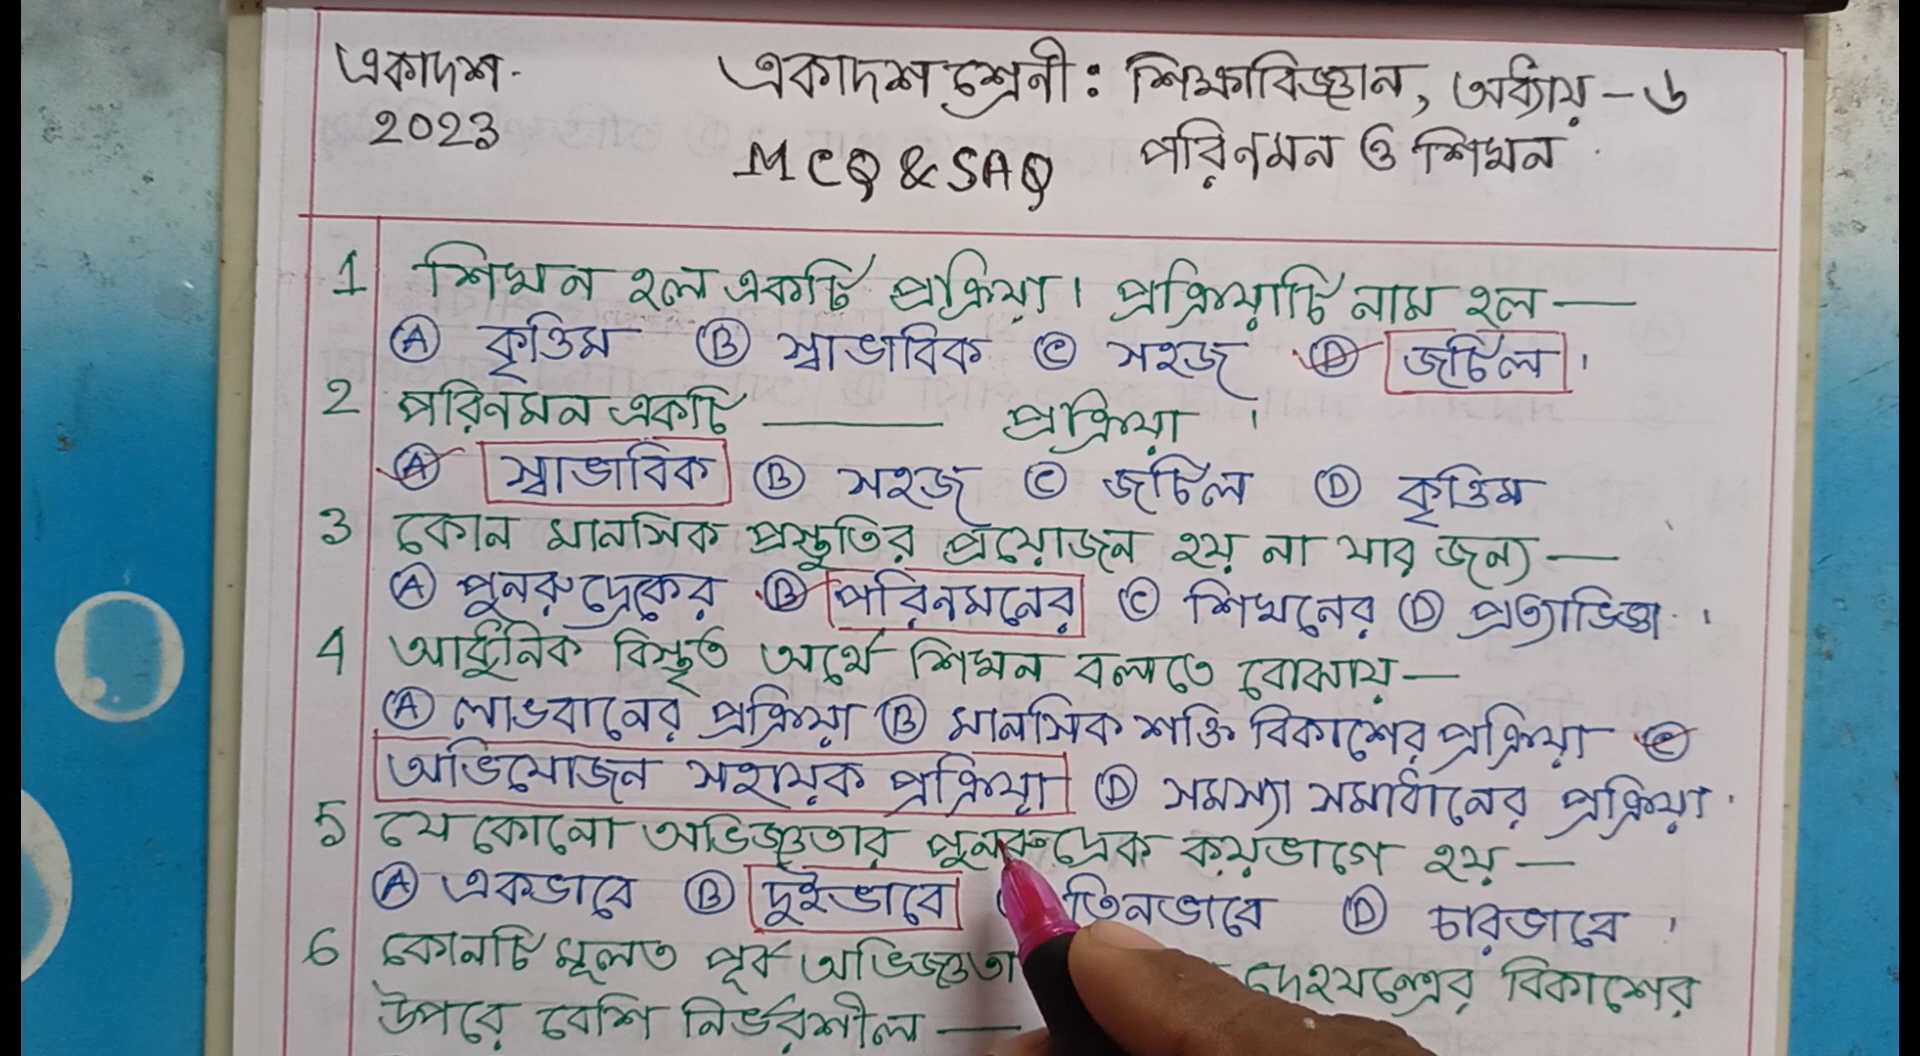 একাদশ একাদশ শ্রেনী: শিক্ষাবিজ্ঞান, অধ্যায় - ৬
2023 MCQ & SAQ পরিনমন ও শিখন
1 শিখন হল একটি প্রক্রিয়া। প্রক্রিয়াটি নাম হল —
Ⓐ কৃত্তিম Ⓑ স্বাভাবিক Ⓒ সহজ Ⓓ জটিল।
2 পরিনমন একটি ——— প্রক্রিয়া।
Ⓐ স্বাভাবিক Ⓑ সহজ Ⓒ জটিল Ⓓ কৃত্তিম
3 কোন মানসিক প্রস্তুতির প্রয়োজন হয় না যার জন্য —
Ⓐ পুনরুদ্রেকের Ⓑ পরিনমনের Ⓒ শিখনের Ⓓ প্রত্যাভিজ্ঞা।
4 আধুনিক বিস্তৃত অর্থে শিখন বলতে বোঝায় —
Ⓐ লাভবানের প্রক্রিয়া Ⓑ মানসিক শক্তি বিকাশের প্রক্রিয়া Ⓒ
অভিযোজন সহায়ক প্রক্রিয়া Ⓓ সমস্যা সমাধানের প্রক্রিয়া।
5 যে কোনো অভিজ্ঞতার পুনরুদ্রেক কয়ভাগে হয় —
Ⓐ একভাবে Ⓑ দুইভাবে তিনভাবে Ⓓ চারভাবে।
6 কোনটি মূলত পূর্ব অভিজ্ঞতা দেহযন্ত্রের বিকাশের
উপরে বেশি নির্ভরশীল —